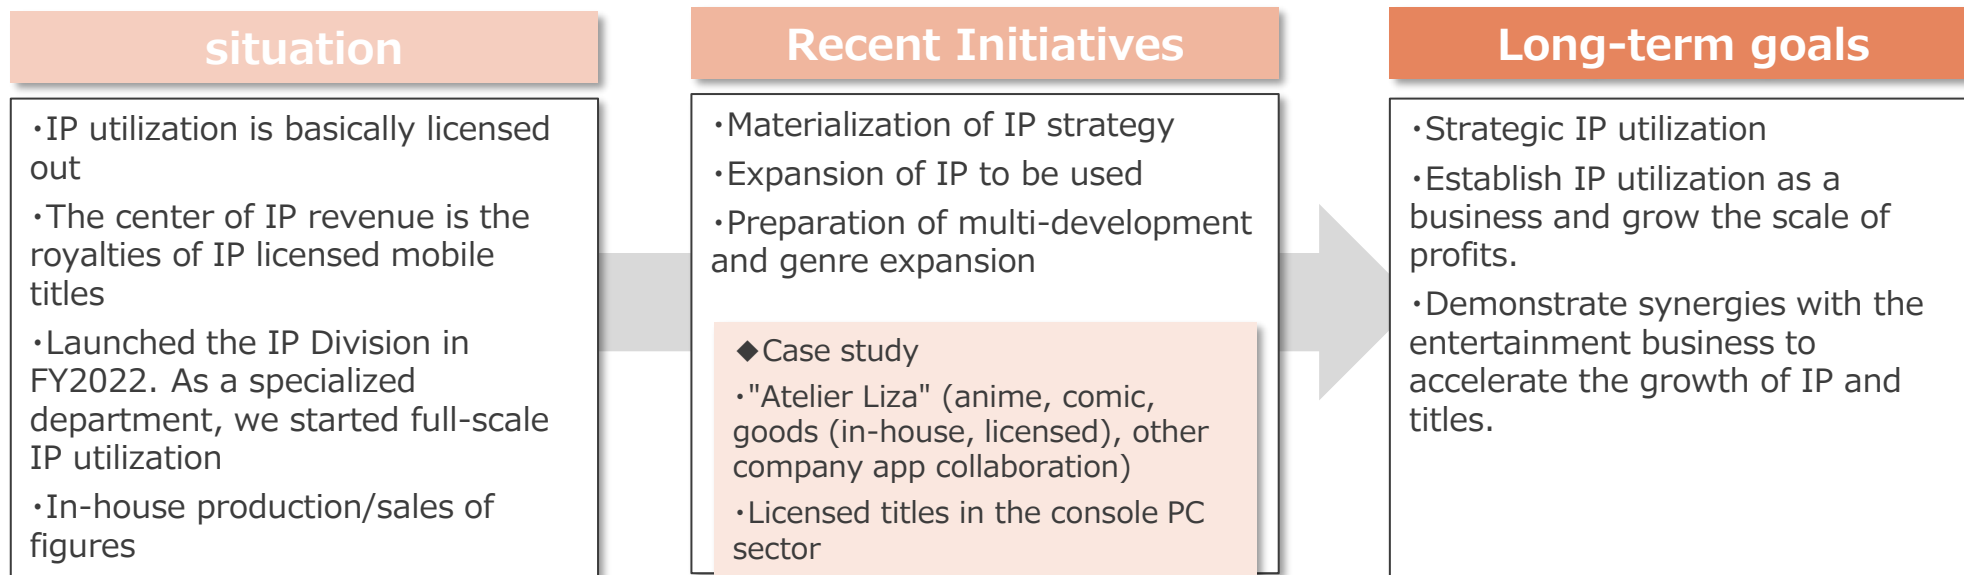 situation
・IP utilization is basically licensed
out
・The center of IP revenue is the
royalties of IP licensed mobile
titles
・Launched the IP Division in
FY2022. As a specialized
department, we started full-scale
IP utilization
・In-house production/sales of
figures
Recent Initiatives
・Materialization of IP strategy
・Expansion of IP to be used
・Preparation of multi-development
and genre expansion
◆Case study
・"Atelier Liza" (anime, comic,
goods (in-house, licensed), other
company app collaboration)
・Licensed titles in the console PC
sector
Long-term goals
・Strategic IP utilization
・Establish IP utilization as a
business and grow the scale of
profits.
・Demonstrate synergies with the
entertainment business to
accelerate the growth of IP and
titles.